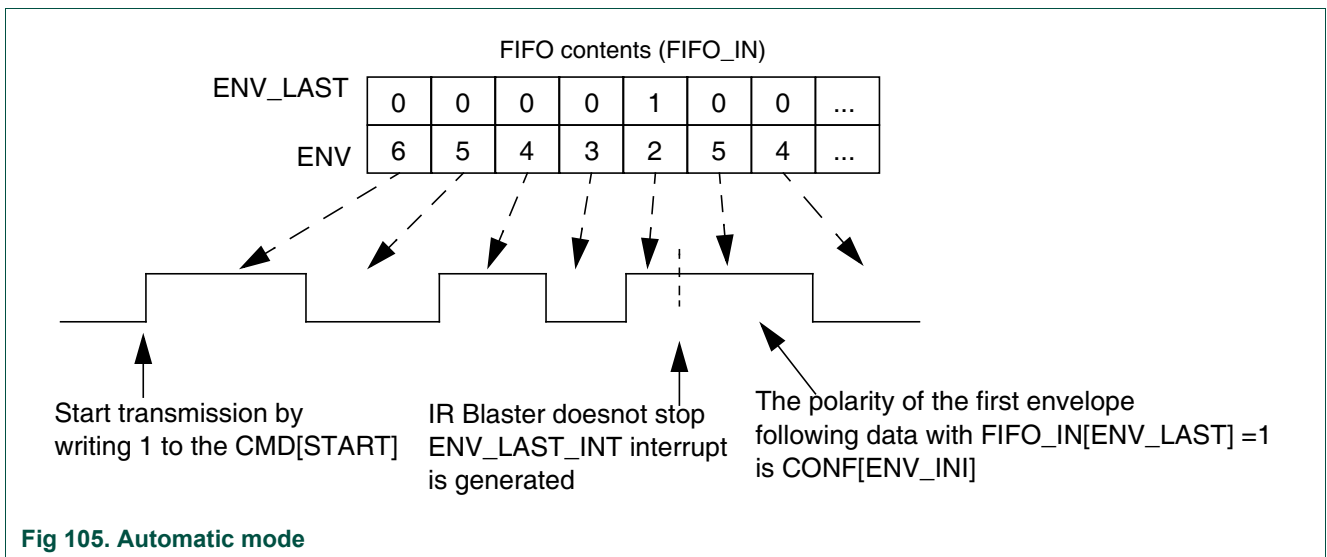 FIFO contents (FIFO_IN)
ENV_LAST 0 0 0 0 1 0 0 ...
ENV 6 5 4 3 2 5 4 ...
Start transmission by
writing 1 to the CMD[START]
IR Blaster doesnot stop
ENV_LAST_INT interrupt
is generated
The polarity of the first envelope
following data with FIFO_IN[ENV_LAST] =1
is CONF[ENV_INI]
Fig 105. Automatic mode